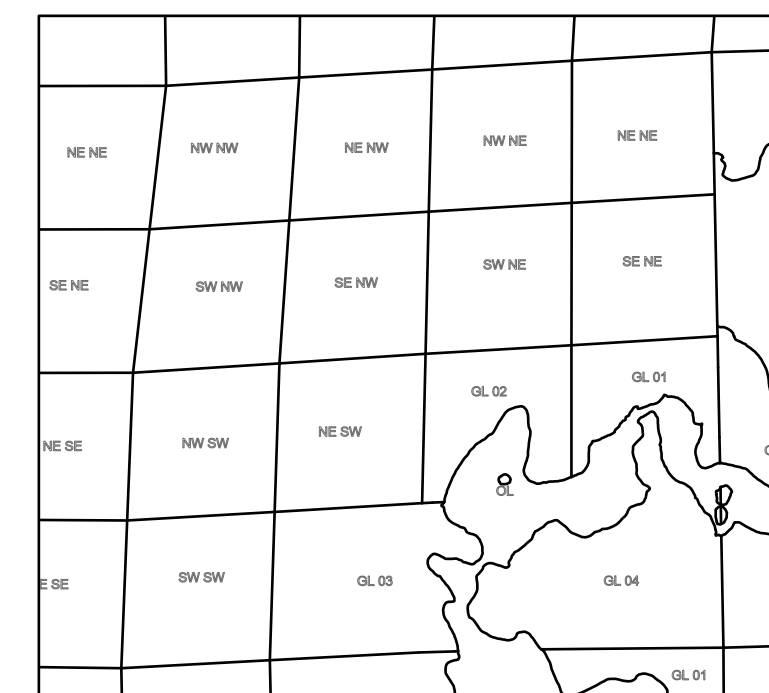 NE NE
NW NW
NE NW
NW NE
NE NE
SE NE
SW NW
SE NW
SW NE
SE NE
NE SE
NW SW
NE SW
GL 02
GL 01
OL
E SE
SW SW
GL 03
GL 04
GL 01